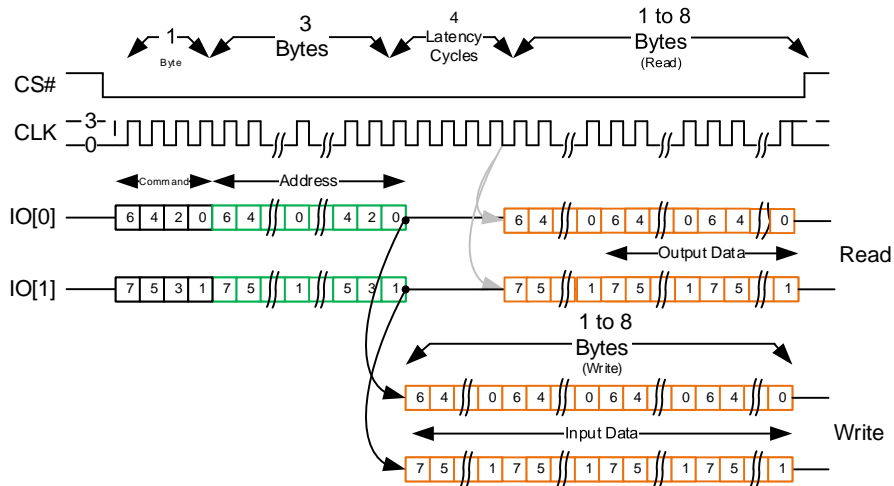 1
Byte
3
Bytes
4
Latency
Cycles
1 to 8
Bytes
(Read)
CS#
CLK
3
0
Command
Address
IO[0]
6 4 2 0 6 4 0 4 2 0
6 4 0 6 4 0 6 4 0
Output Data
Read
IO[1]
7 5 3 1 7 5 1 5 3 1
7 5 1 7 5 1 7 5 1
1 to 8
Bytes
(Write)
6 4 0 6 4 0 6 4 0 6 4 0
Input Data
Write
7 5 1 7 5 1 7 5 1 7 5 1